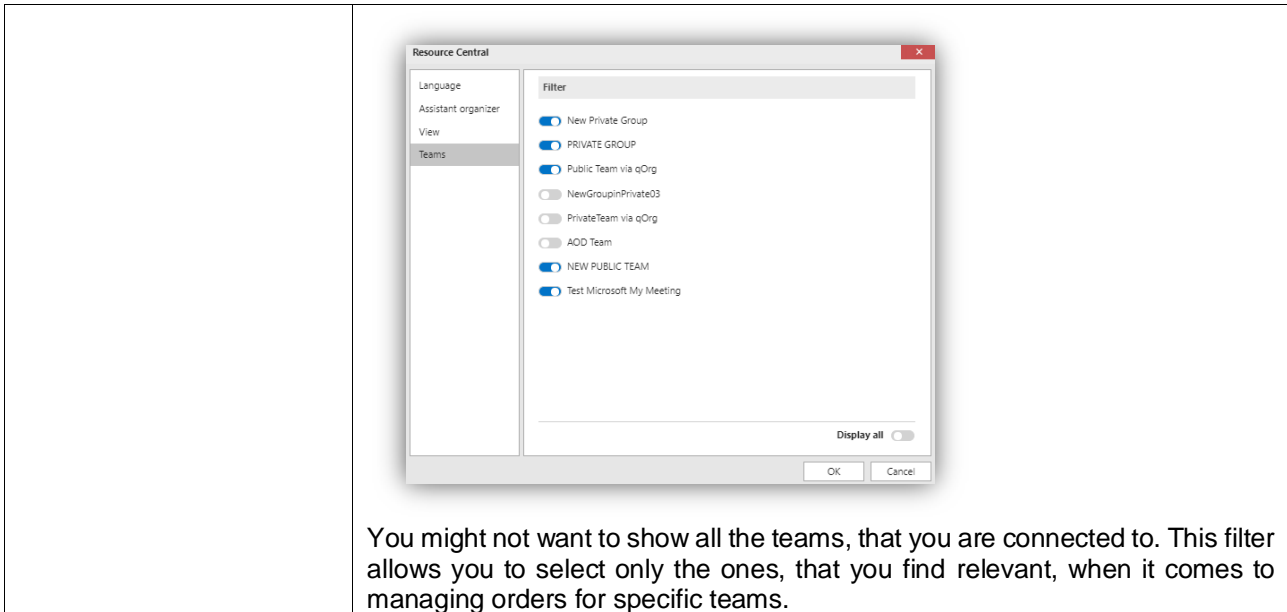 Resource Central
Language
Assistant organizer
View
Teams
Filter
New Private Group
PRIVATE GROUP
Public Team via qOrg
NewGroupinPrivate03
PrivateTeam via qOrg
AOD Team
NEW PUBLIC TEAM
Test Microsoft My Meeting
Display all
OK Cancel
You might not want to show all the teams, that you are connected to. This filter
allows you to select only the ones, that you find relevant, when it comes to
managing orders for specific teams.